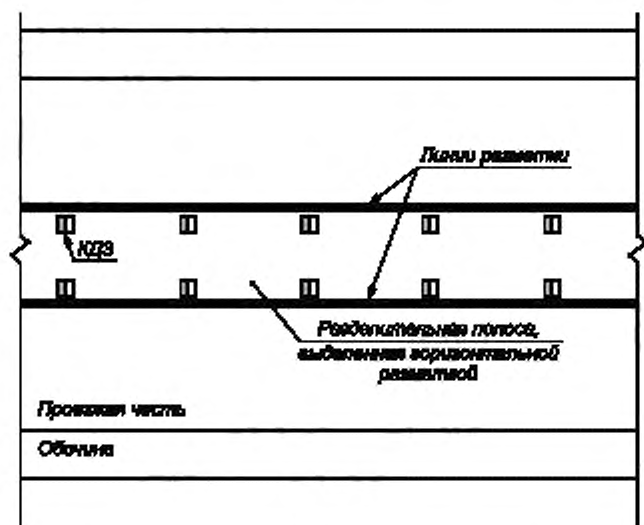 Линии разметки
КДЗ
Разделительная полоса,
выделенная горизонтальной
разметкой
Проезжая часть
Обочина